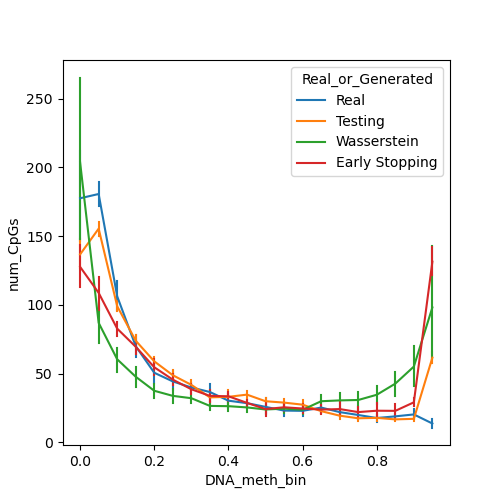 Real_or_Generated
Real
Testing
Wasserstein
Early Stopping
num_CpGs
250
200
150
100
50
0
0.0 0.2 0.4 0.6 0.8
DNA_meth_bin